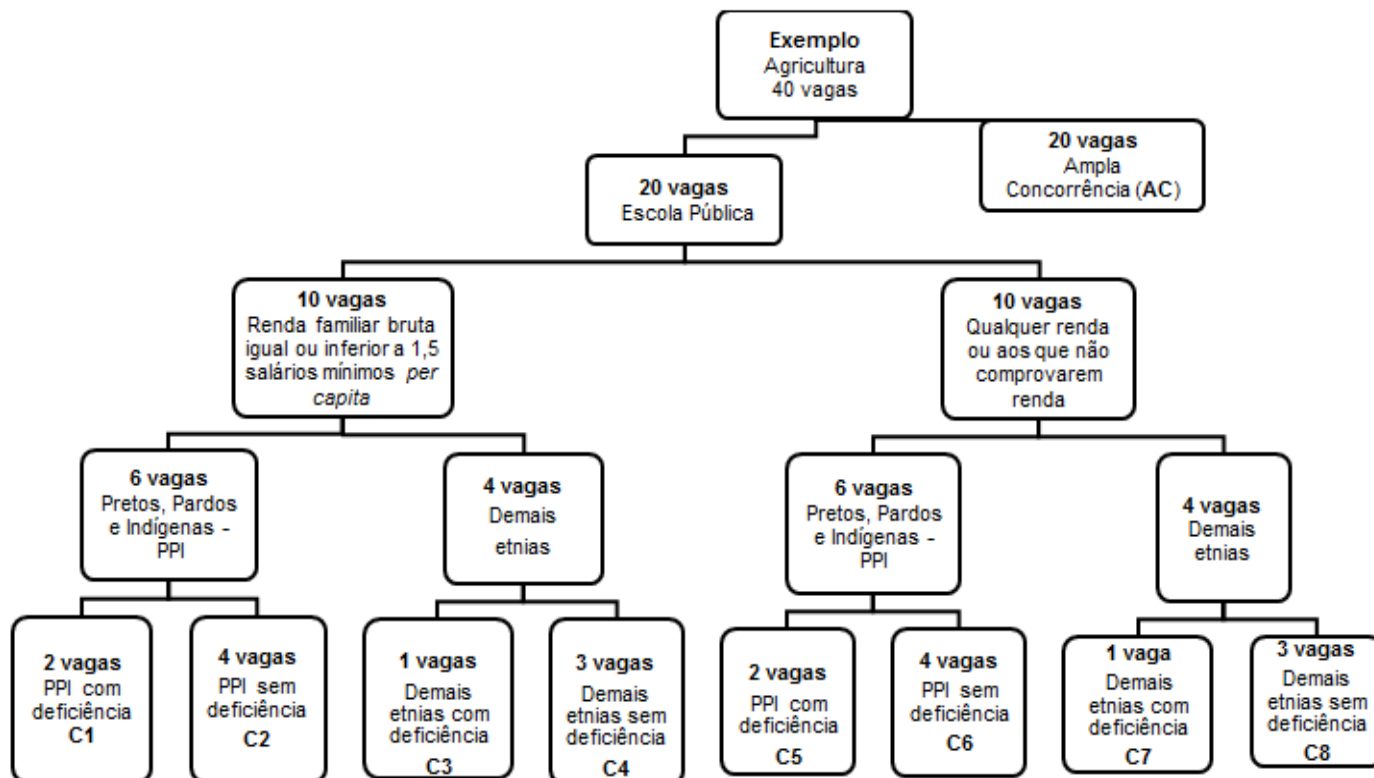 Exemplo
Agricultura
40 vagas
20 vagas
Ampla
Concorrência (AC)
20 vagas
Escola Pública
10 vagas
Renda familiar bruta
igual ou inferior a 1,5
salários mínimos per
capita
10 vagas
Qualquer renda
ou aos que não
comprovarem
renda
6 vagas
Pretos, Pardos
e Indígenas -
PPI
4 vagas
Demais
etnias
6 vagas
Pretos, Pardos
e Indígenas -
PPI
4 vagas
Demais
etnias
2 vagas
PPI com
deficiência
C1
4 vagas
PPI sem
deficiência
C2
1 vagas
Demais
etnias com
deficiência
C3
3 vagas
Demais
etnias sem
deficiência
C4
2 vagas
PPI com
deficiência
C5
4 vagas
PPI sem
deficiência
C6
1 vaga
Demais
etnias com
deficiência
C7
3 vagas
Demais
etnias sem
deficiência
C8